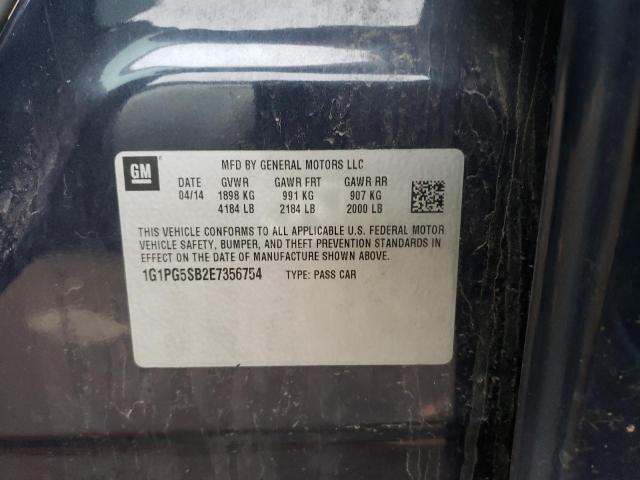 GM
MFD BY GENERAL MOTORS LLC
DATE GVWR GAWR FRT GAWR RR
04/14 1898 KG 991 KG 907 KG
4184 LB 2184 LB 2000 LB
THIS VEHICLE CONFORMS TO ALL APPLICABLE U.S. FEDERAL MOTOR
VEHICLE SAFETY, BUMPER, AND THEFT PREVENTION STANDARDS IN
EFFECT ON THE DATE OF MANUFACTURE SHOWN ABOVE.
1G1PG5SB2E7356754 TYPE: PASS CAR